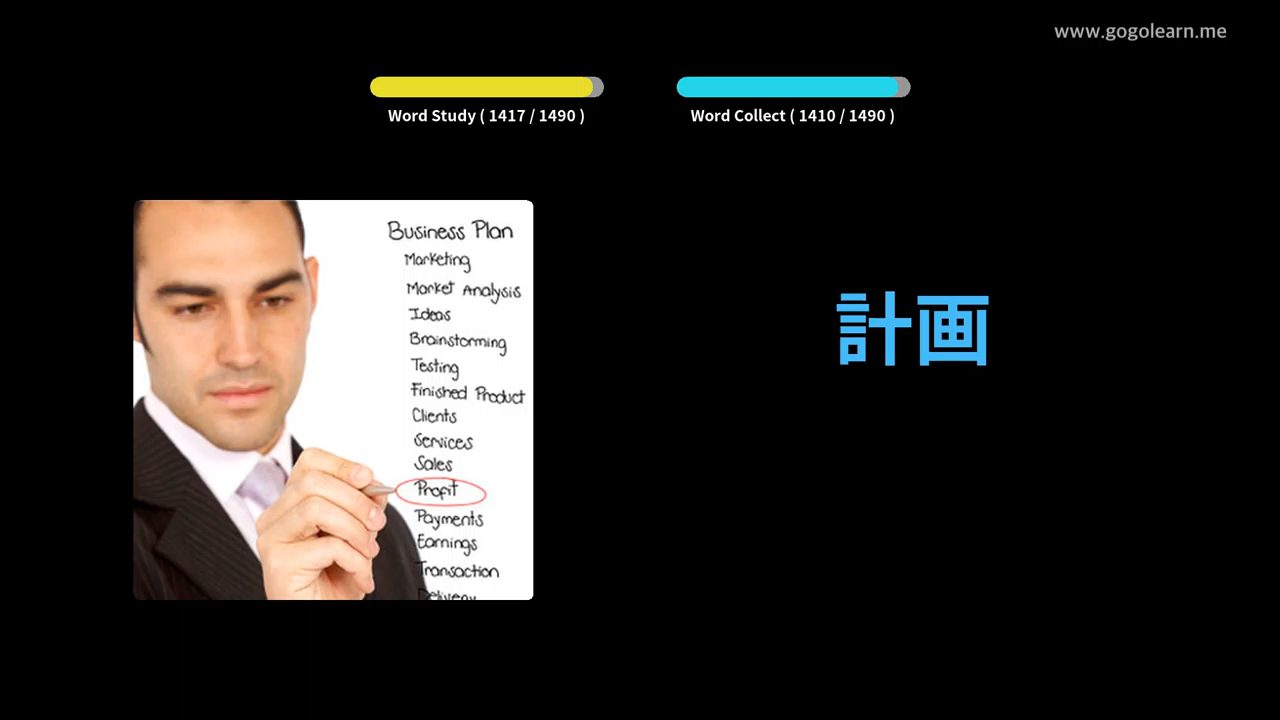 www.gogolearn.me
Word Study ( 1417 / 1490 )
Word Collect ( 1410 / 1490 )
Business Plan
Marketing
Market Analysis
Ideas
Brainstorming
Testing
Finished Product
Clients
Services
Sales
Profit
Payments
Earnings
Transaction
Delivery
計画